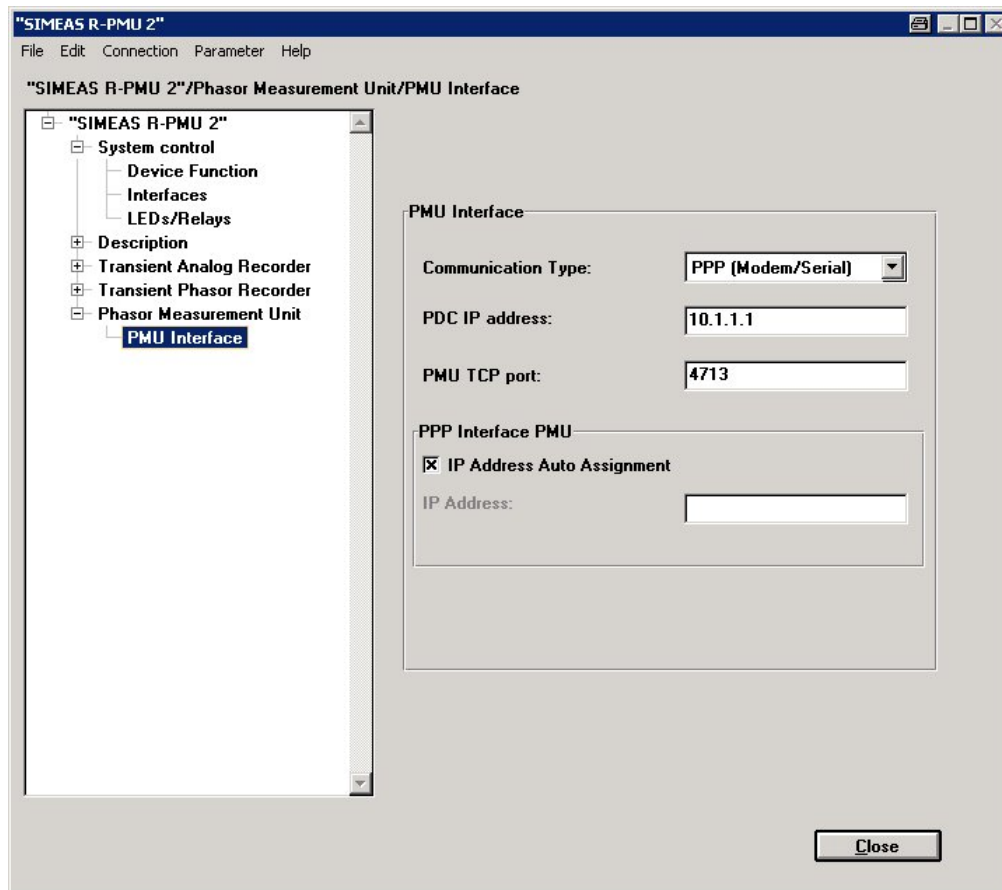 "SIMEAS R-PMU 2"
File Edit Connection Parameter Help
"SIMEAS R-PMU 2"/Phasor Measurement Unit/PMU Interface
"SIMEAS R-PMU 2"
System control
Device Function
Interfaces
LEDs/Relays
Description
Transient Analog Recorder
Transient Phasor Recorder
Phasor Measurement Unit
PMU Interface
PMU Interface
Communication Type: PPP (Modem/Serial)
PDC IP address: 10.1.1.1
PMU TCP port: 4713
PPP Interface PMU
IP Address Auto Assignment
IP Address:
Close